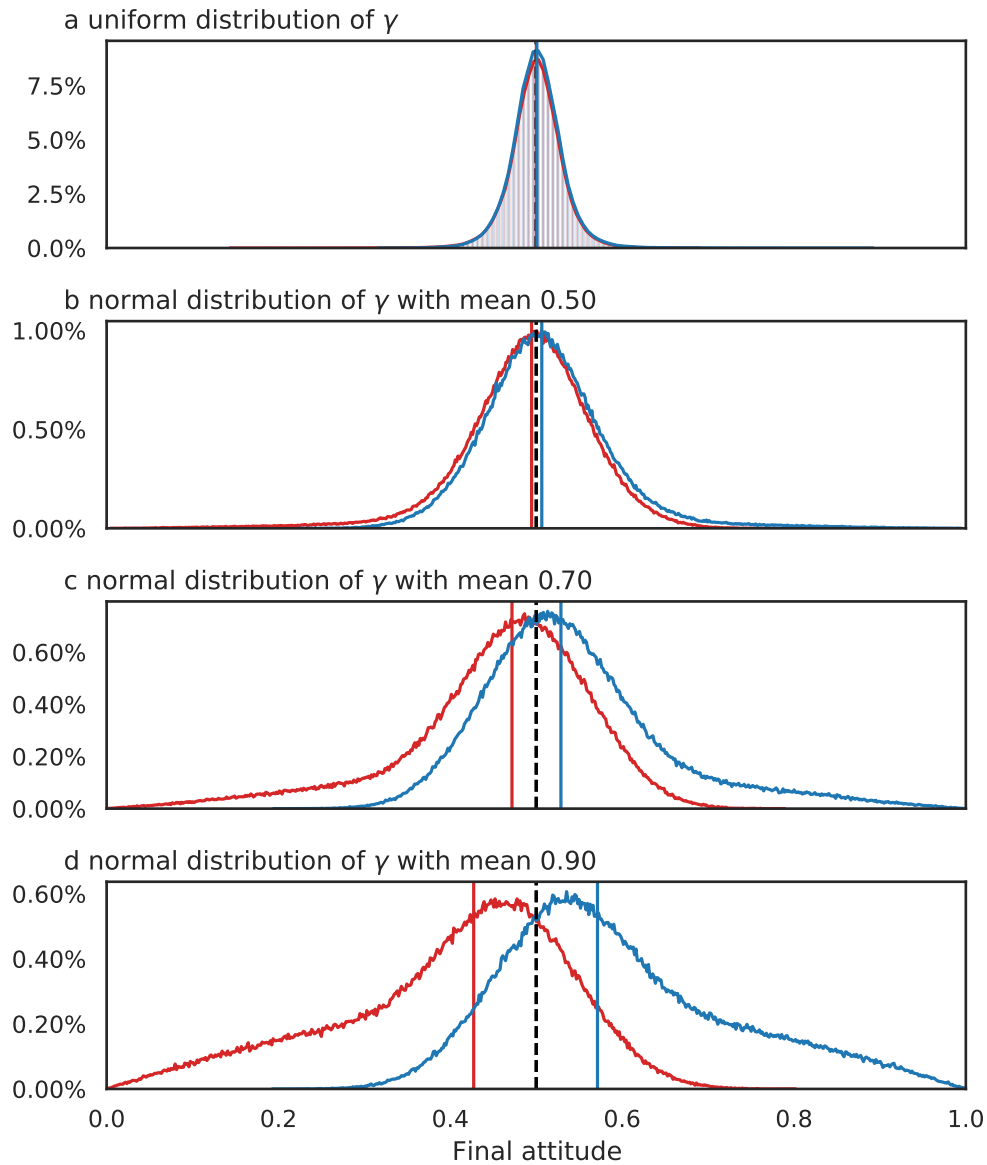 a uniform distribution of γ
7.5%
5.0%
2.5%
0.0%
b normal distribution of γ with mean 0.50
1.00%
0.50%
0.00%
c normal distribution of γ with mean 0.70
0.60%
0.40%
0.20%
0.00%
d normal distribution of γ with mean 0.90
0.60%
0.40%
0.20%
0.00%
0.0 0.2 0.4 0.6 0.8 1.0
Final attitude